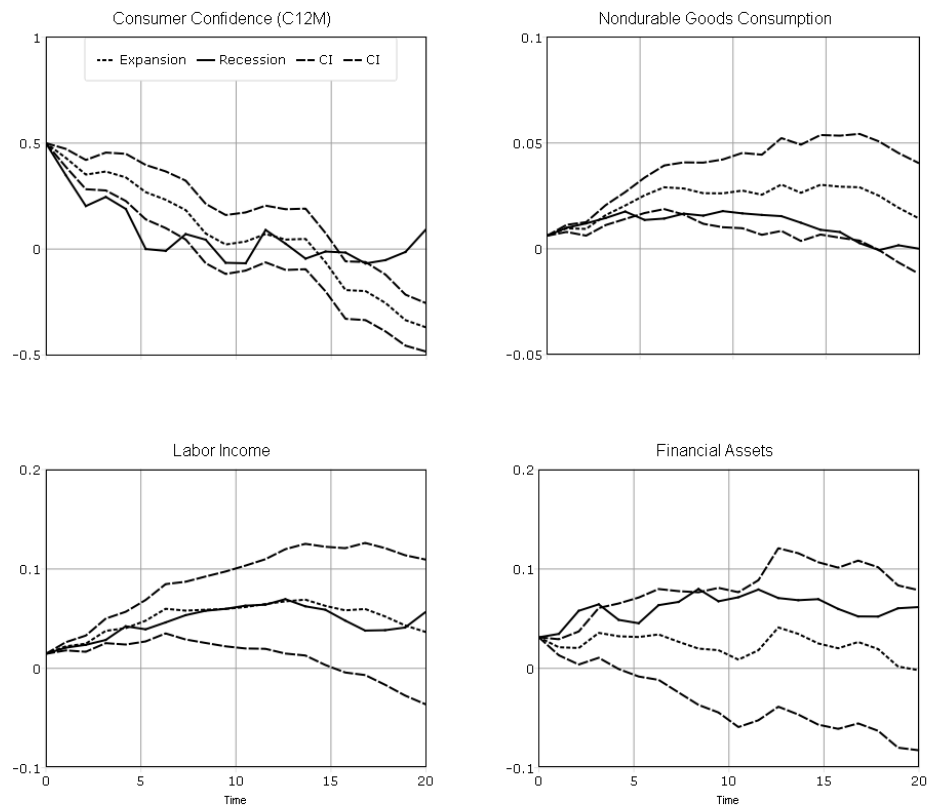 Consumer Confidence (C12M)
Nondurable Goods Consumption
1
0.1
Expansion Recession CI CI
0.5
0.05
0
0
−0.5
−0.05
Labor Income
Financial Assets
0.2
0.2
0.1
0.1
0
0
−0.1
−0.1
0 5 10 15 20
0 5 10 15 20
Time
Time